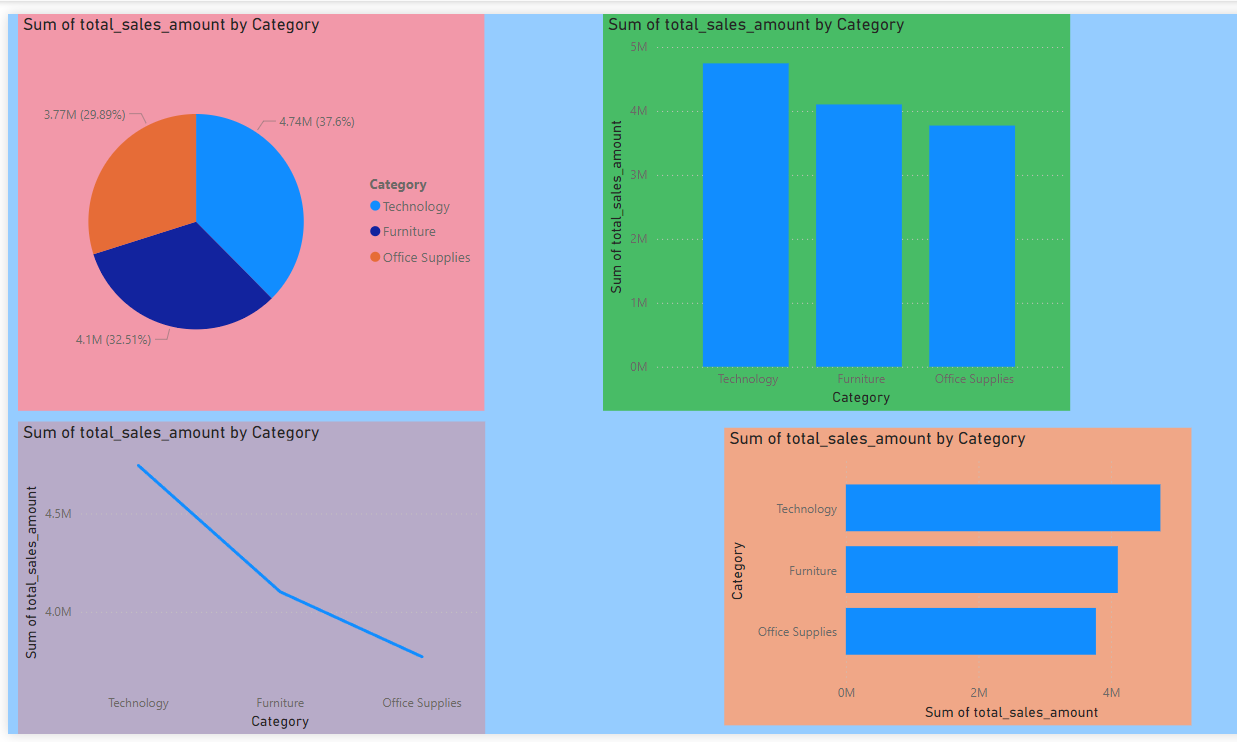 Sum of total_sales_amount by Category
3.77M (29.89%)
4.74M (37.6%)
4.1M (32.51%)
Category
Technology
Furniture
Office Supplies
Sum of total_sales_amount by Category
Sum of total_sales_amount
5M
4M
3M
2M
1M
0M
Technology Furniture Office Supplies
Category
Sum of total_sales_amount by Category
Sum of total_sales_amount
4.5M
4.0M
Technology Furniture Office Supplies
Category
Sum of total_sales_amount by Category
Category
Technology
Furniture
Office Supplies
0M 2M 4M
Sum of total_sales_amount